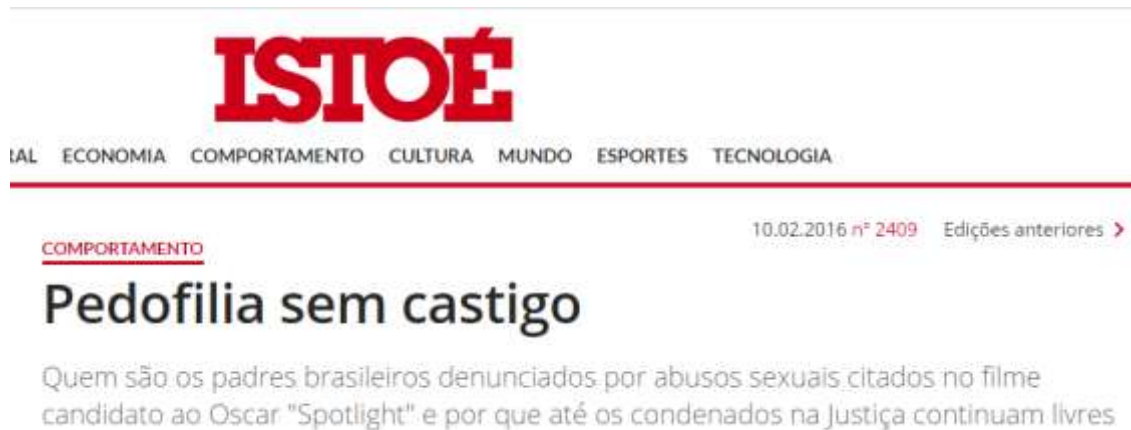 ISTOÉ
RAL ECONOMIA COMPORTAMENTO CULTURA MUNDO ESPORTES TECNOLOGIA
10.02.2016 nº 2409 Edições anteriores >
COMPORTAMENTO
Pedofilia sem castigo
Quem são os padres brasileiros denunciados por abusos sexuais citados no filme
candidato ao Oscar "Spotlight" e por que até os condenados na Justiça continuam livres